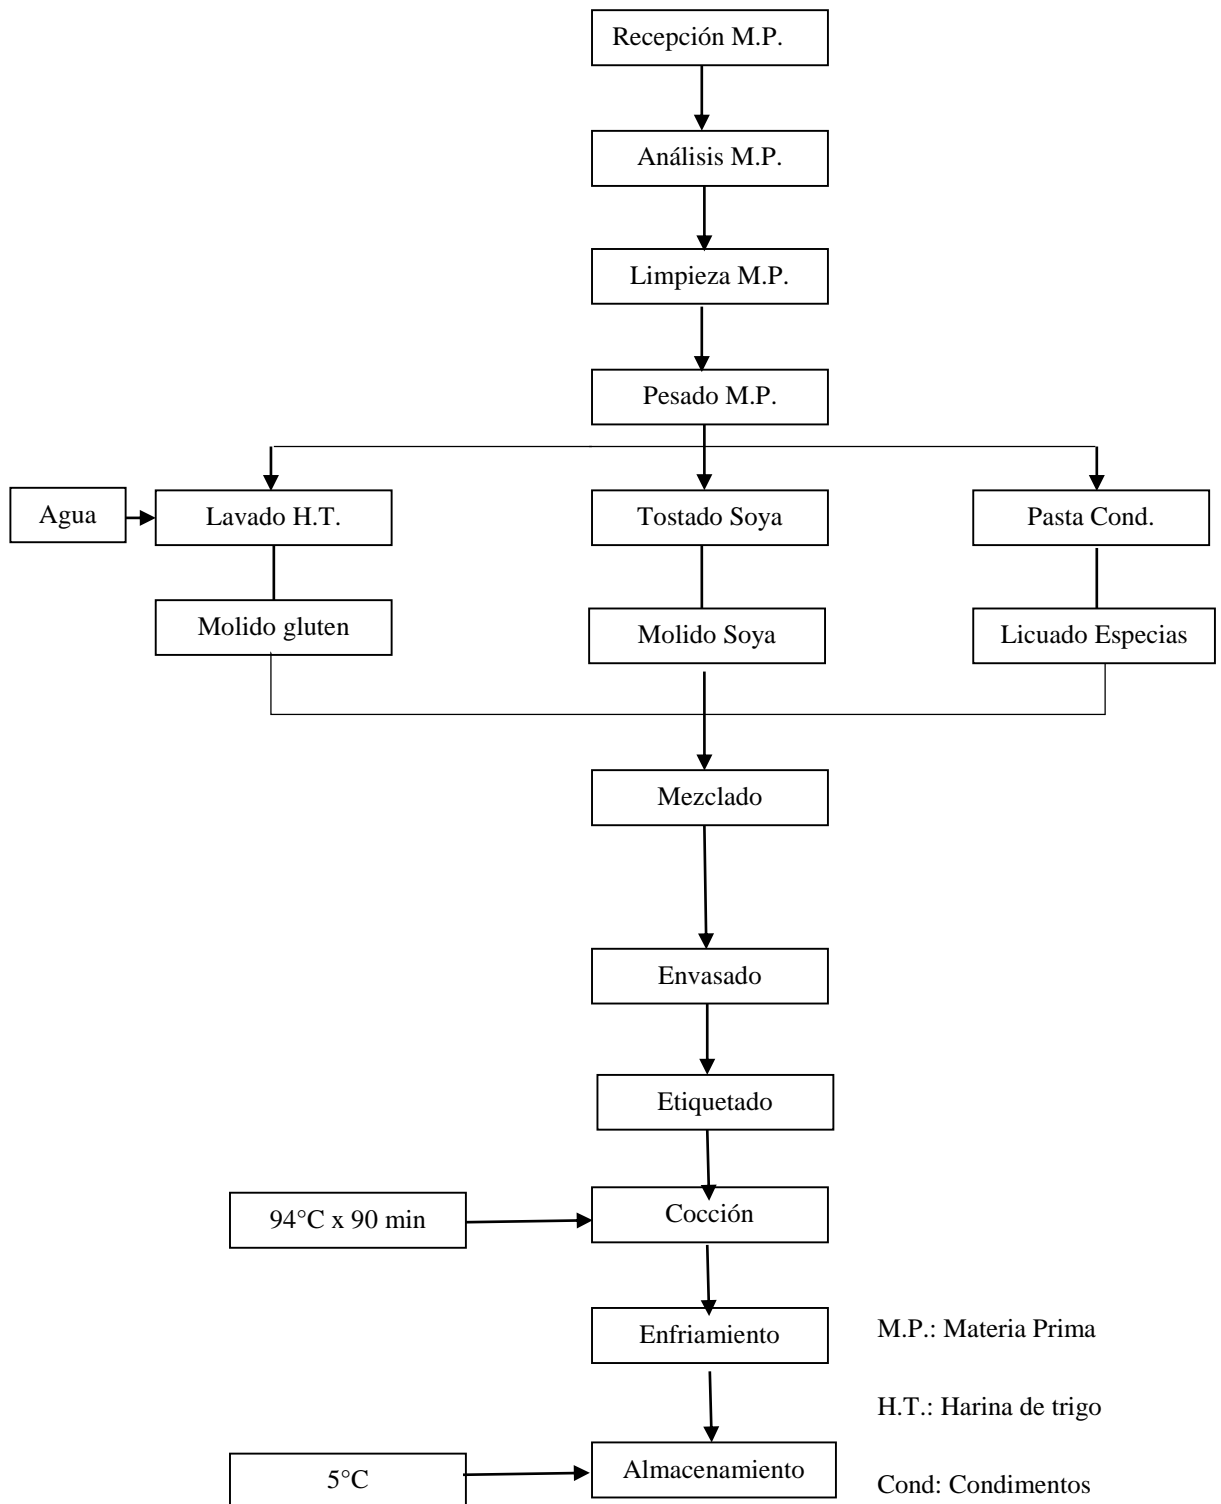 Recepción M.P.
Análisis M.P.
Limpieza M.P.
Pesado M.P.
Agua
Lavado H.T.
Tostado Soya
Pasta Cond.
Molido gluten
Molido Soya
Licuado Especias
Mezclado
Envasado
Etiquetado
94°C x 90 min
Cocción
Enfriamiento
M.P.: Materia Prima
H.T.: Harina de trigo
5°C
Almacenamiento
Cond: Condimentos